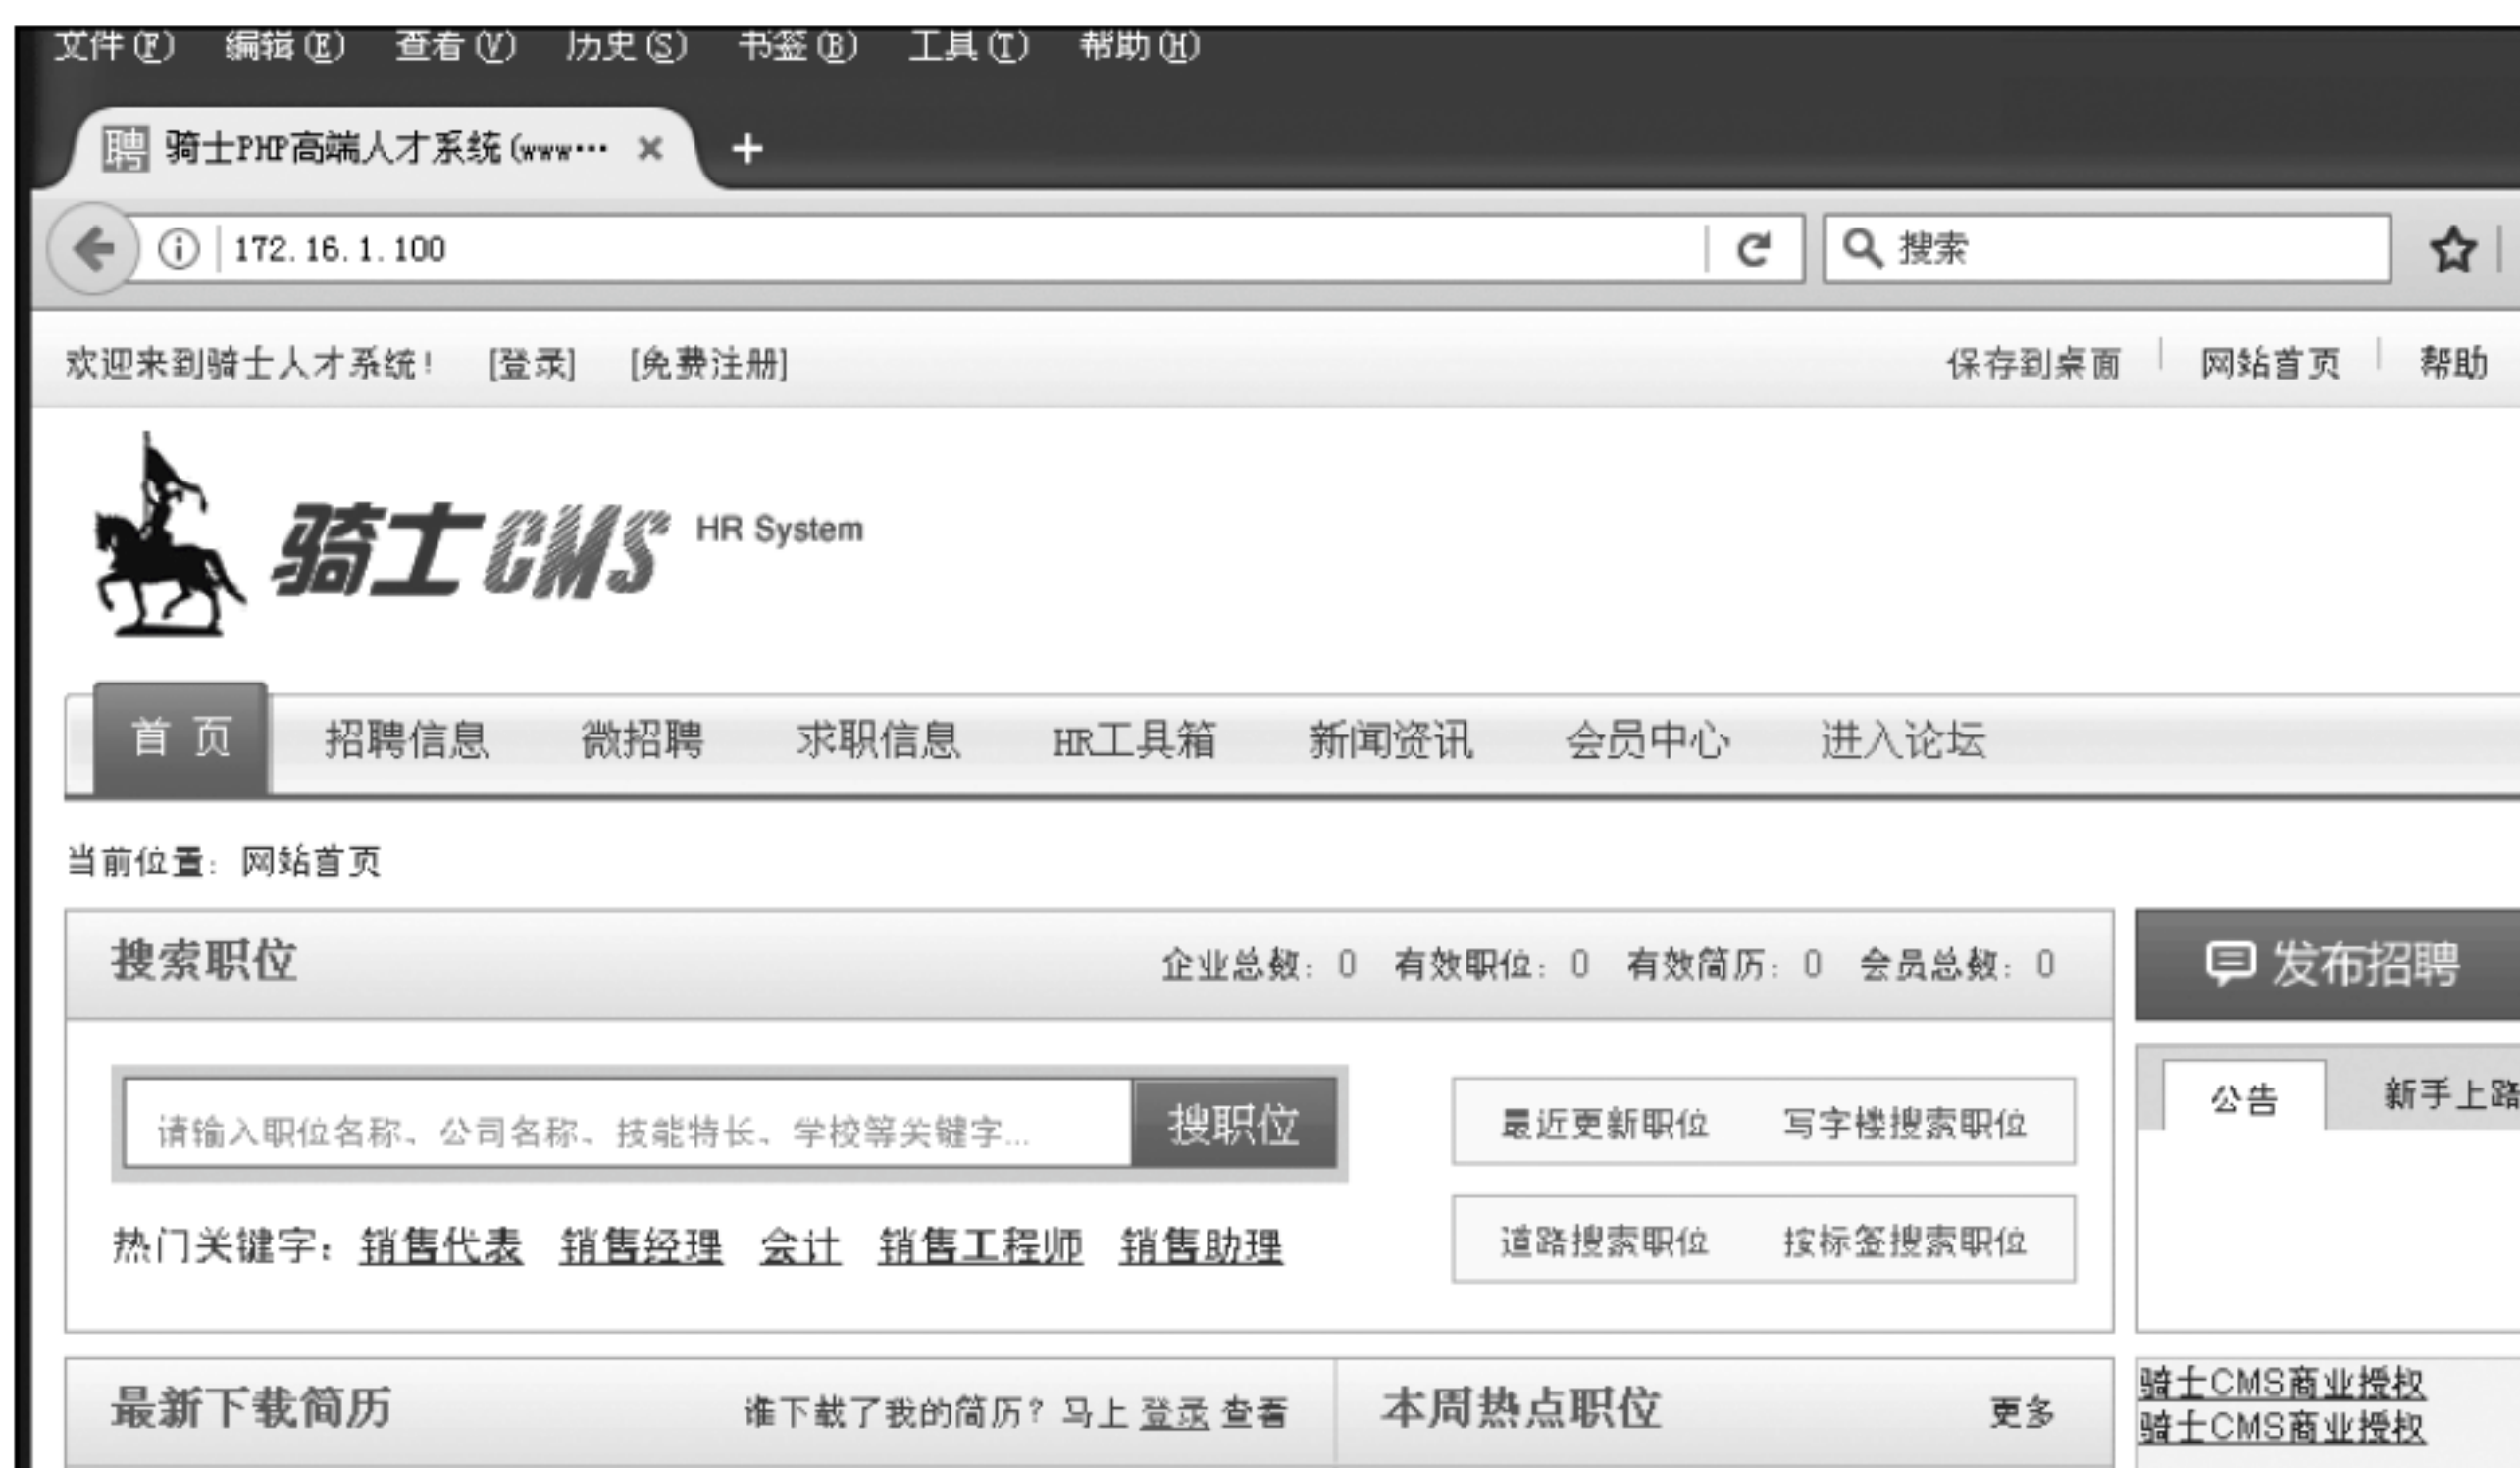 文件(F) 编辑(E) 查看(V) 历史(S) 书签(B) 工具(T) 帮助(H)
聘 骑士PHP高端人才系统(www… × +
172.16.1.100 搜索
欢迎来到骑士人才系统! [登录] [免费注册] 保存到桌面 网站首页 帮助
骑士CMS HR System
首 页 招聘信息 微招聘 求职信息 HR工具箱 新闻资讯 会员中心 进入论坛
当前位置: 网站首页
搜索职位 企业总数: 0 有效职位: 0 有效简历: 0 会员总数: 0 发布招聘
公告 新手上路
请输入职位名称、公司名称、技能特长、学校等关键字... 搜职位 最近更新职位 写字楼搜索职位
热门关键字: 销售代表 销售经理 会计 销售工程师 销售助理 道路搜索职位 按标签搜索职位
最新下载简历 谁下载了我的简历? 马上 登录 查看 本周热点职位 更多
骑士CMS商业授权
骑士CMS商业授权